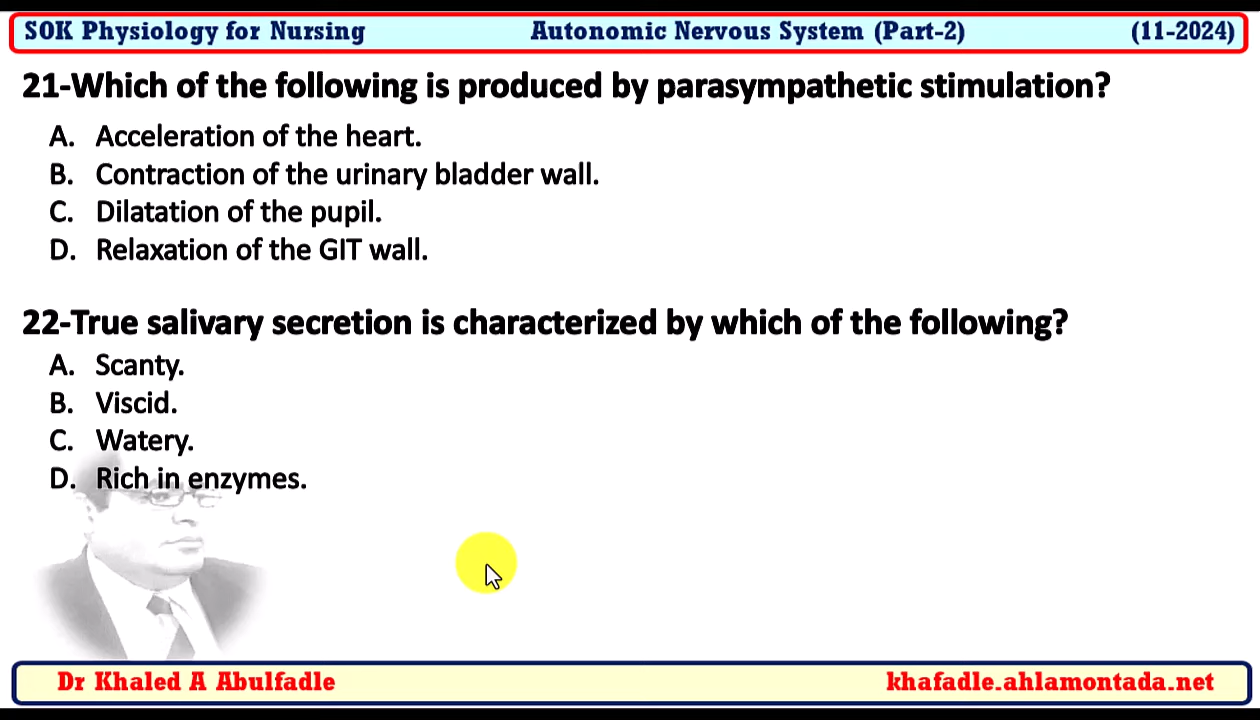 SOK Physiology for Nursing Autonomic Nervous System (Part-2) (11-2024)
21-Which of the following is produced by parasympathetic stimulation?
A. Acceleration of the heart.
B. Contraction of the urinary bladder wall.
C. Dilatation of the pupil.
D. Relaxation of the GIT wall.
22-True salivary secretion is characterized by which of the following?
A. Scanty.
B. Viscid.
C. Watery.
D. Rich in enzymes.
Dr Khaled A Abulfadle khafadle.ahlamontada.net